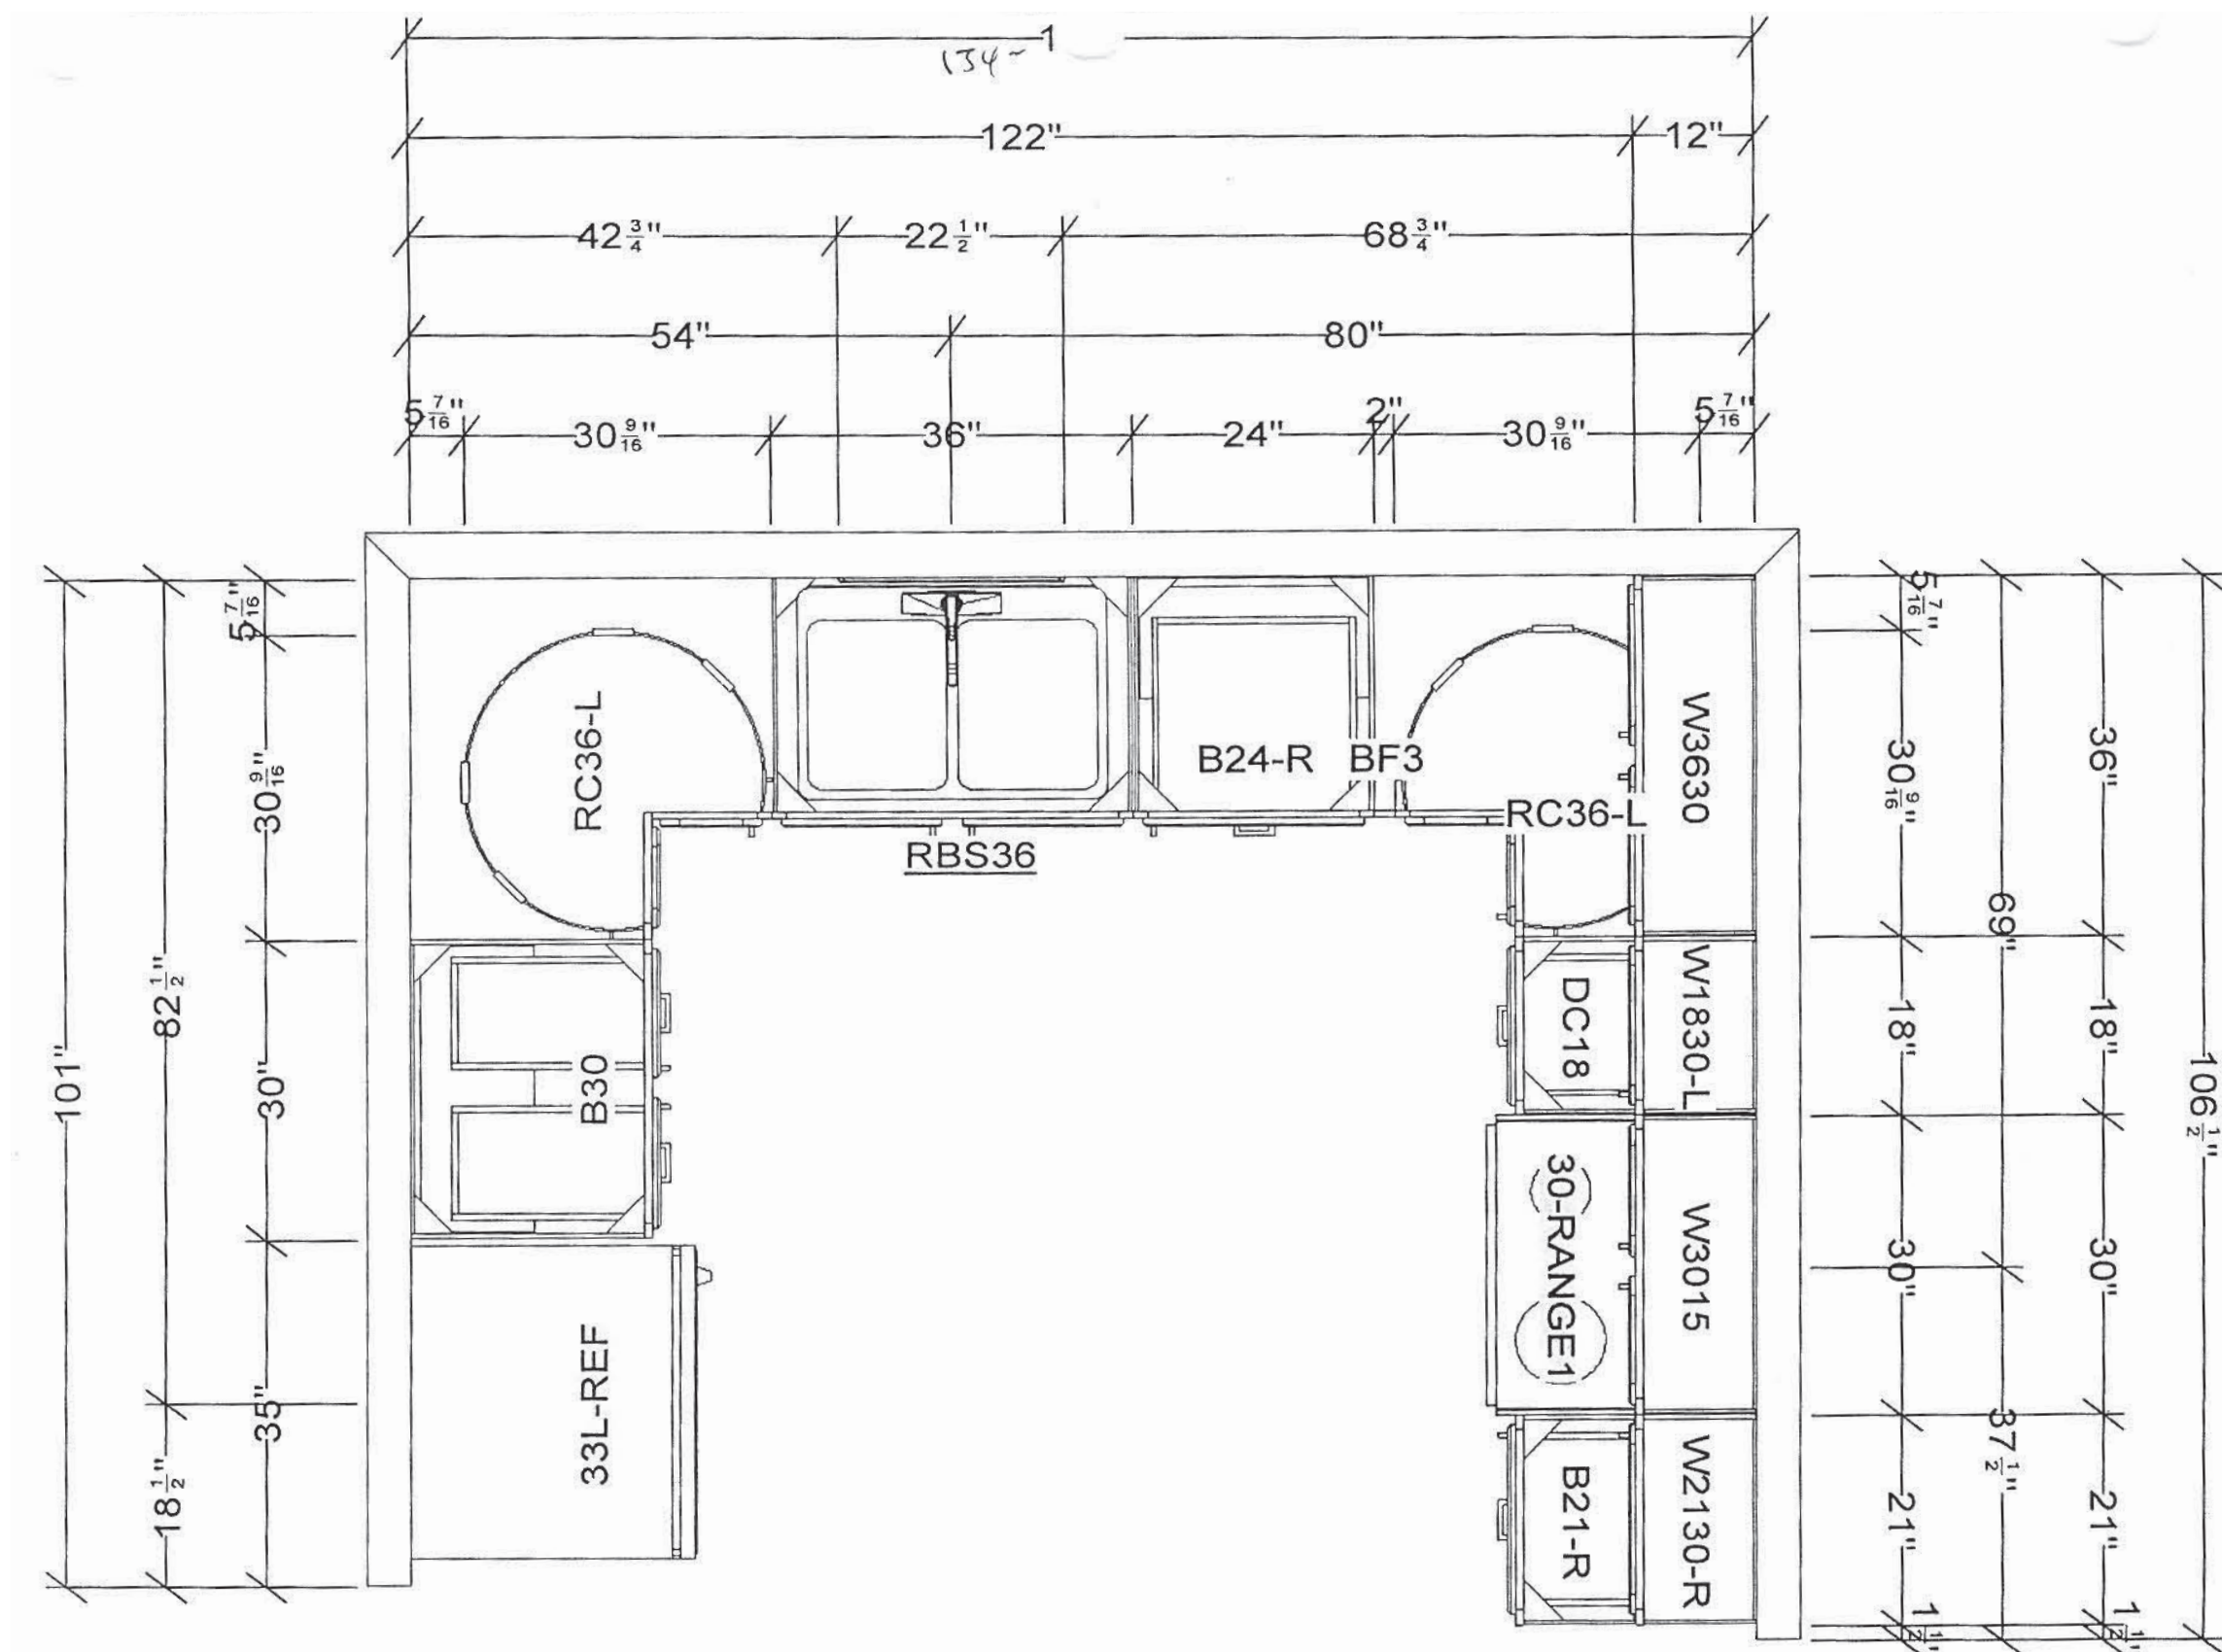 1
134"
122" 12"
42 3/4" 22 1/2" 68 3/4"
54" 80"
5 7/16" 30 9/16" 36" 24" 2" 30 9/16" 5 7/16"
5 7/16"
30 9/16"
30"
35"
82 1/2"
18 1/2"
101"
RC36-L
RBS36
B24-R
BF3
RC36-L
W3630
B30
DC18
W1830-L
33L-REF
30-RANGE1
W3015
B21-R
W2130-R
5 7/16"
30 9/16"
18"
30"
21"
1 1/2"
69"
37 1/2"
36"
18"
30"
21"
1 1/2"
106 1/2"